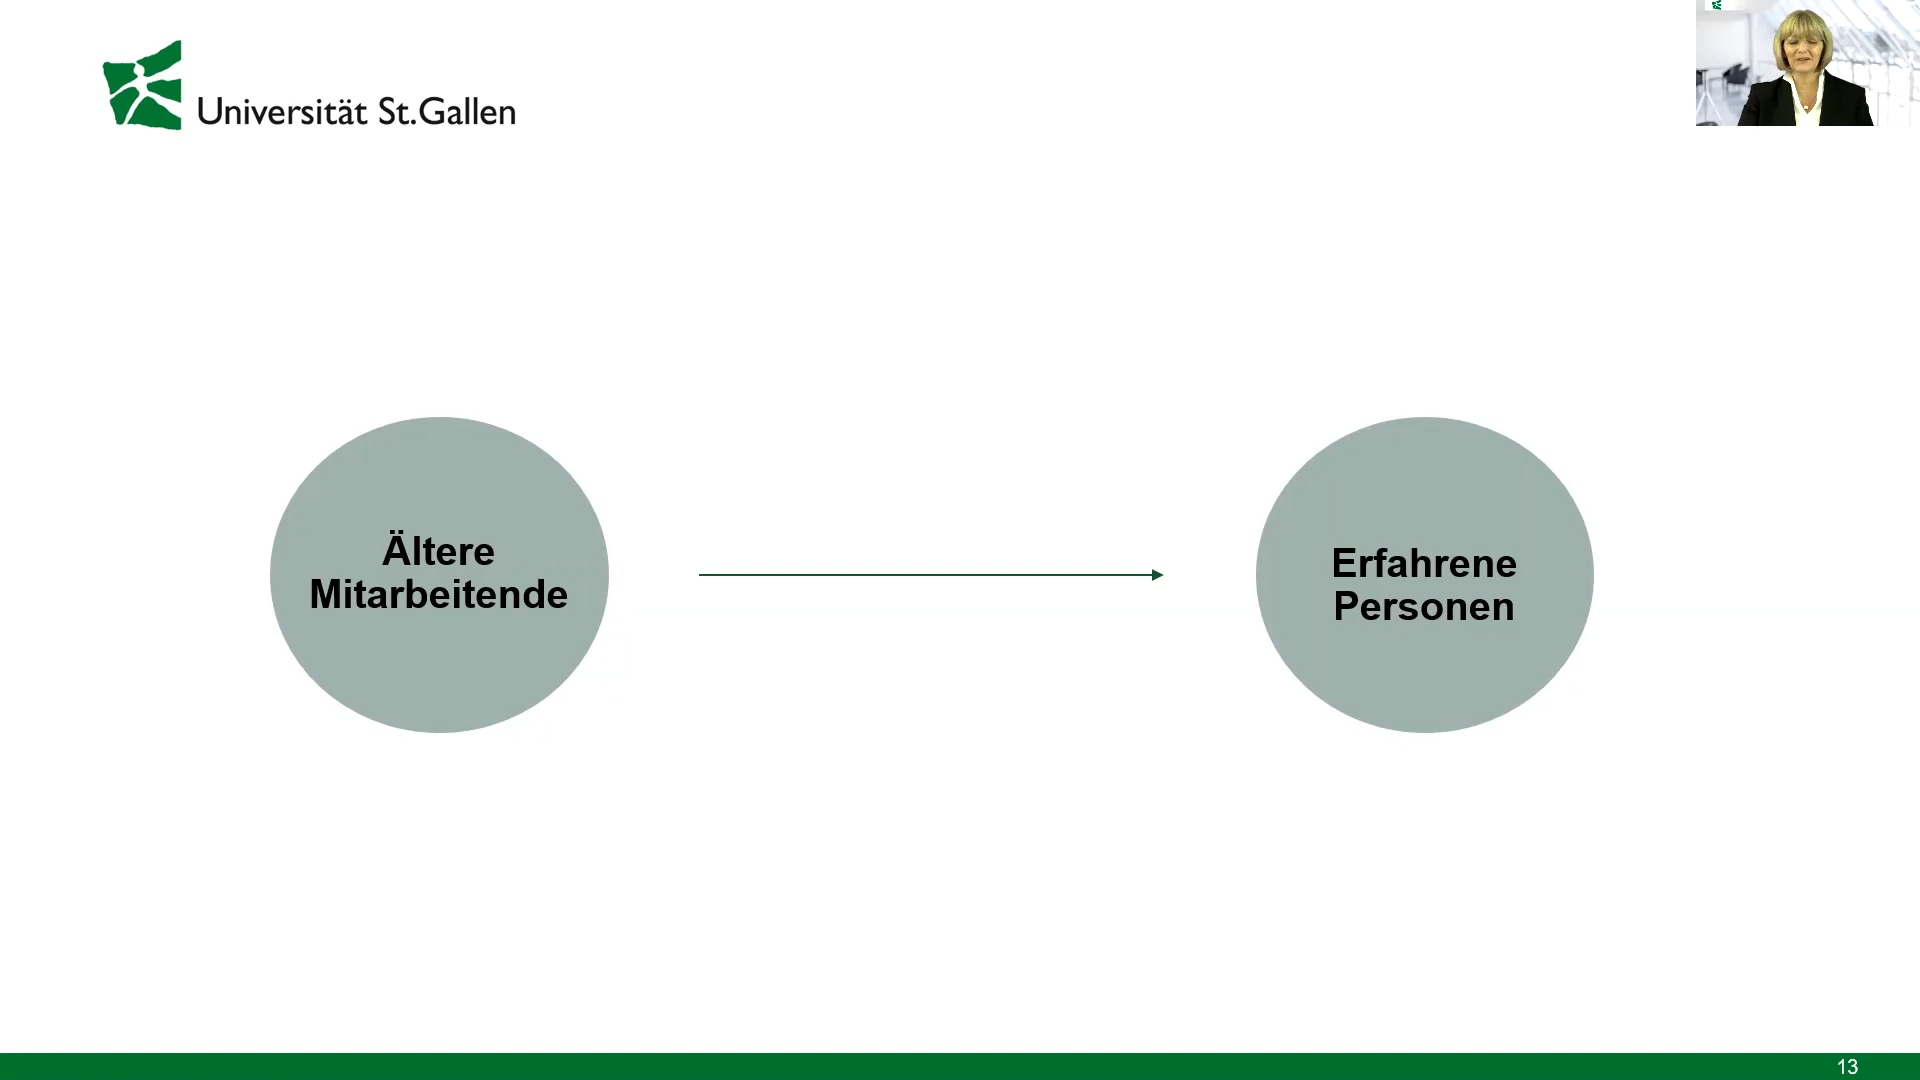 Universität St.Gallen
Ältere
Mitarbeitende
Erfahrene
Personen
13